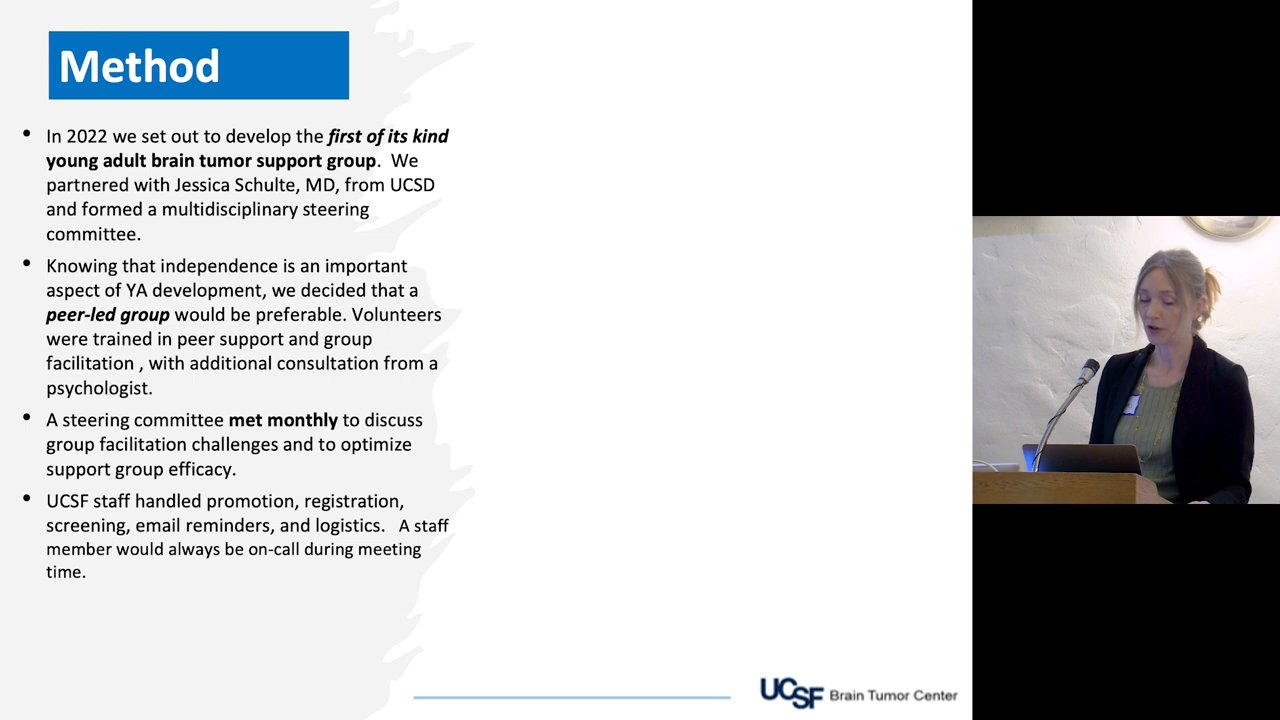 Method
• In 2022 we set out to develop the first of its kind
young adult brain tumor support group. We
partnered with Jessica Schulte, MD, from UCSD
and formed a multidisciplinary steering
committee.
• Knowing that independence is an important
aspect of YA development, we decided that a
peer-led group would be preferable. Volunteers
were trained in peer support and group
facilitation , with additional consultation from a
psychologist.
• A steering committee met monthly to discuss
group facilitation challenges and to optimize
support group efficacy.
• UCSF staff handled promotion, registration,
screening, email reminders, and logistics. A staff
member would always be on-call during meeting
time.
UCSF Brain Tumor Center